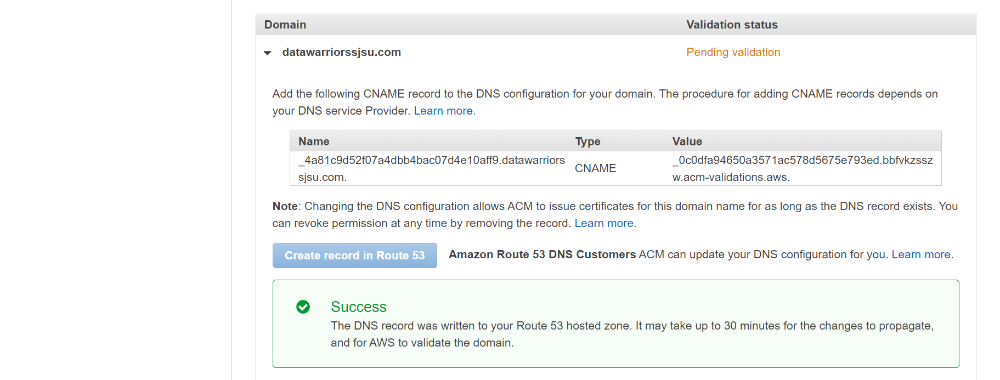 Domain Validation status
datawarriorssjsu.com Pending validation
Add the following CNAME record to the DNS configuration for your domain. The procedure for adding CNAME records depends on
your DNS service Provider. Learn more.
Name Type Value
_4a81c9d52f07a4dbb4bac07d4e10aff9.datawarriors
sjsu.com.
CNAME
_0c0dfa94650a3571ac578d5675e793ed.bbfvkzssz
w.acm-validations.aws.
Note: Changing the DNS configuration allows ACM to issue certificates for this domain name for as long as the DNS record exists. You
can revoke permission at any time by removing the record. Learn more.
Create record in Route 53 Amazon Route 53 DNS Customers ACM can update your DNS configuration for you. Learn more.
Success
The DNS record was written to your Route 53 hosted zone. It may take up to 30 minutes for the changes to propagate,
and for AWS to validate the domain.